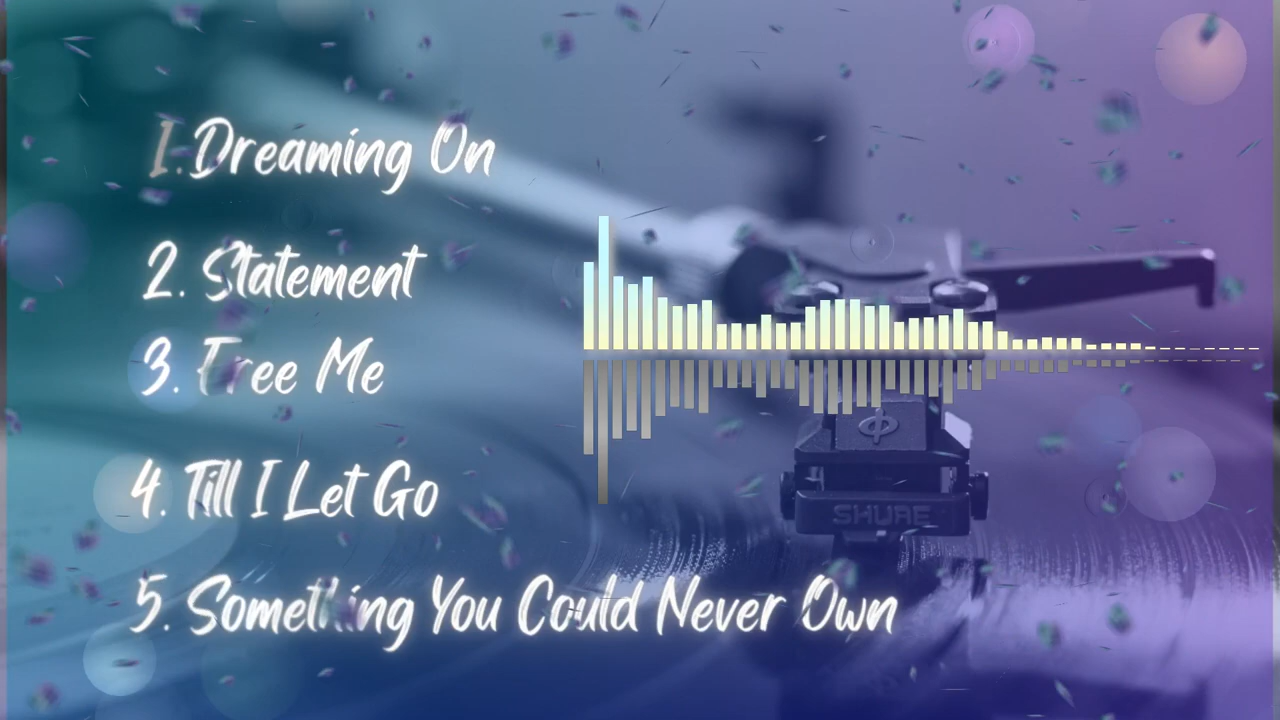 1. Dreaming On
2. Statement
3. Free Me
4. Till I Let Go
SHURE
5. Something You Could Never Own